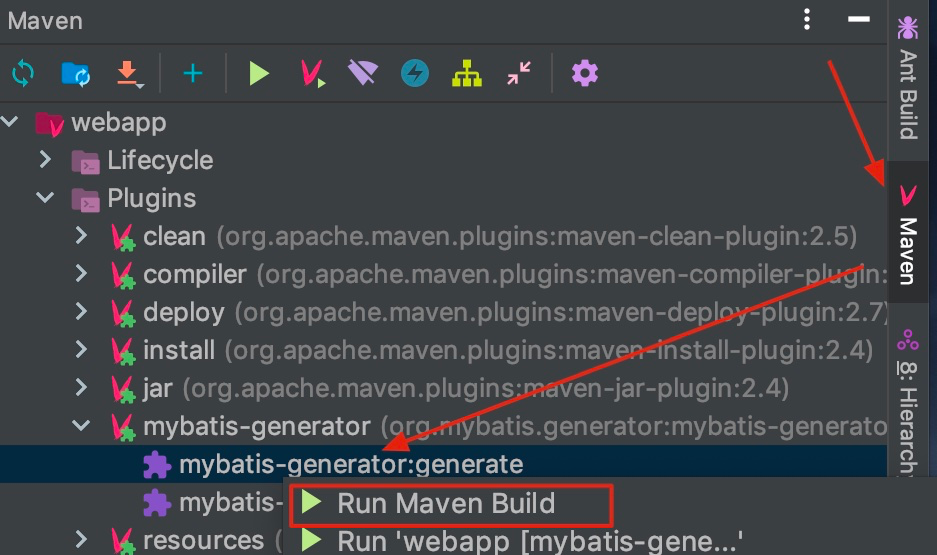 Maven
webapp
Lifecycle
Plugins
clean (org.apache.maven.plugins:maven-clean-plugin:2.5)
compiler (org.apache.maven.plugins:maven-compiler-plugin:
deploy (org.apache.maven.plugins:maven-deploy-plugin:2.7)
install (org.apache.maven.plugins:maven-install-plugin:2.4)
jar (org.apache.maven.plugins:maven-jar-plugin:2.4)
mybatis-generator (org.mybatis.generator:mybatis-generato
mybatis-generator:generate
mybatis-
Run Maven Build
resources (
Run 'webapp [mybatis-gene...'
Ant Build
Maven
8: Hierarch